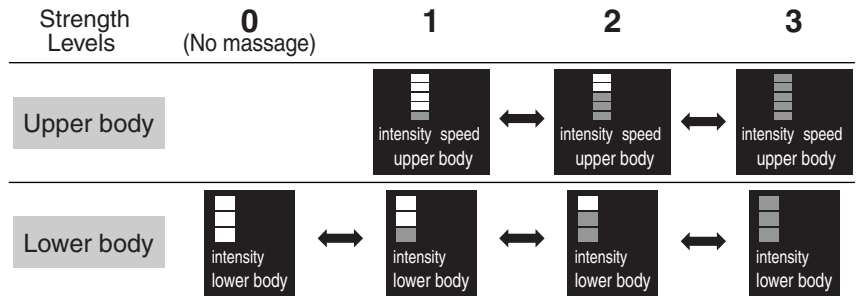 Strength Levels 0 (No massage) 1 2 3
Upper body
intensity speed
upper body
intensity speed
upper body
intensity speed
upper body
Lower body
intensity
lower body
intensity
lower body
intensity
lower body
intensity
lower body